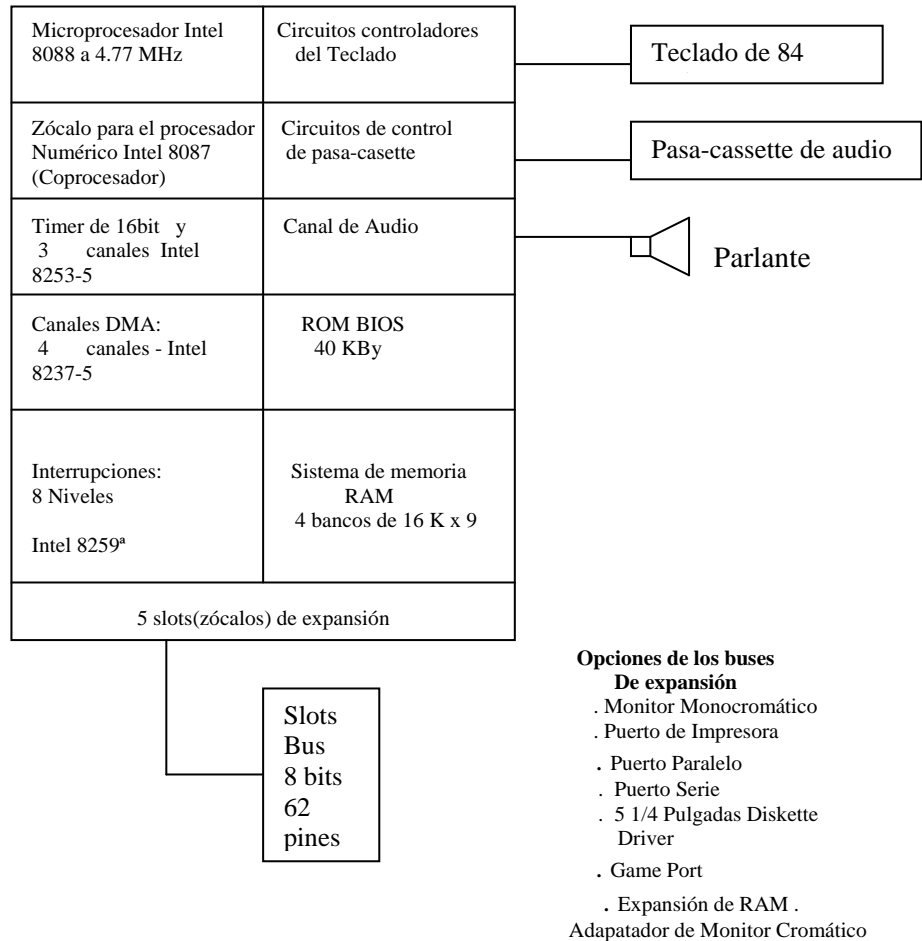 Microprocesador Intel
8088 a 4.77 MHz
Circuitos controladores
del Teclado
Teclado de 84
Zócalo para el procesador
Numérico Intel 8087
(Coprocesador)
Circuitos de control
de pasa-casette
Pasa-cassette de audio
Timer de 16bit y
3 canales Intel
8253-5
Canal de Audio
Parlante
Canales DMA:
4 canales - Intel
8237-5
ROM BIOS
40 KBy
Interrupciones:
8 Niveles
Intel 8259ª
Sistema de memoria
RAM
4 bancos de 16 K x 9
5 slots(zócalos) de expansión
Slots
Bus
8 bits
62
pines
Opciones de los buses
De expansión
. Monitor Monocromático
. Puerto de Impresora
. Puerto Paralelo
. Puerto Serie
. 5 1/4 Pulgadas Diskette
Driver
. Game Port
. Expansión de RAM .
Adapatador de Monitor Cromático